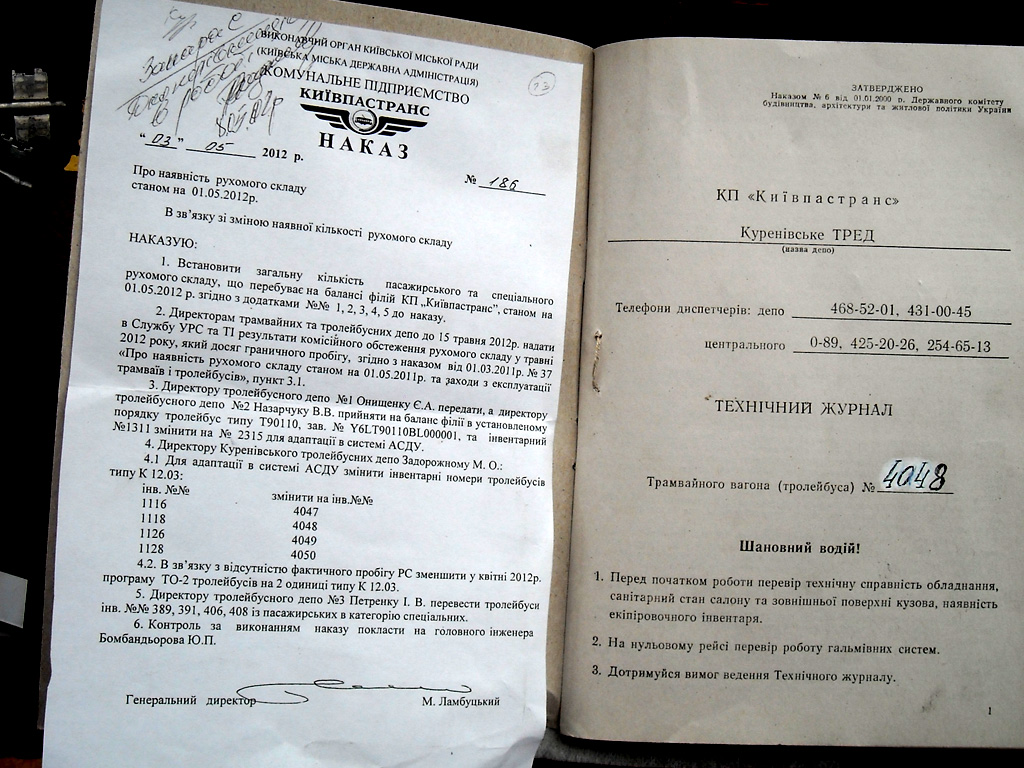 ВИКОНАВЧИЙ ОРГАН КИЇВСЬКОЇ МІСЬКОЇ РАДИ
(КИЇВСЬКА МІСЬКА ДЕРЖАВНА АДМІНІСТРАЦІЯ)
КОМУНАЛЬНЕ ПІДПРИЄМСТВО
КИЇВПАСТРАНС
НАКАЗ
"03" 05 2012 р.
№ 186
Про наявність рухомого складу
станом на 01.05.2012р.
В зв’язку зі зміною наявної кількості рухомого складу
НАКАЗУЮ:
1. Встановити загальну кількість пасажирського та спеціального
рухомого складу, що перебуває на балансі філій КП „Київпастранс", станом на
01.05.2012 р. згідно з додатками №№ 1, 2, 3, 4, 5 до наказу.
2. Директорам трамвайних та тролейбусних депо до 15 травня 2012р. надати
в Службу УРС та ТІ результати комісійного обстеження рухомого складу у травні
2012 року, який досяг граничного пробігу, згідно з наказом від 01.03.2011р. № 37
«Про наявність рухомого складу станом на 01.05.2011р. та заходи з експлуатації
трамваїв і тролейбусів», пункт 3.1.
3. Директору тролейбусного депо №1 Онищенку Є.А. передати, а директору
тролейбусного депо №2 Назарчуку В.В. прийняти на баланс філії в установленому
порядку тролейбус типу Т90110, зав. № Y6LT90110BL000001, та інвентарний
№1311 змінити на № 2315 для адаптації в системі АСДУ.
4. Директору Куренівського тролейбусних депо Задорожному М. О.:
4.1 Для адаптації в системі АСДУ змінити інвентарні номери тролейбусів
типу К 12.03:
інв. №№ змінити на інв.№№
1116 4047
1118 4048
1126 4049
1128 4050
4.2. В зв’язку з відсутністю фактичного пробігу РС зменшити у квітні 2012р.
програму ТО-2 тролейбусів на 2 одиниці типу К 12.03.
5. Директору тролейбусного депо №3 Петренку І. В. перевести тролейбуси
інв. №№ 389, 391, 406, 408 із пасажирських в категорію спеціальних.
6. Контроль за виконанням наказу покласти на головного інженера
Бомбандьорова Ю.П.
Генеральний директор М. Ламбуцький
ЗАТВЕРДЖЕНО
Наказом № 6 від 01.01.2000 р. Державного комітету
будівництва, архітектури та житлової політики України
КП «Київпастранс»
Куренівське ТРЕД
(назва депо)
Телефони диспетчерів: депо 468-52-01, 431-00-45
центрального 0-89, 425-20-26, 254-65-13
ТЕХНІЧНИЙ ЖУРНАЛ
Трамвайного вагона (тролейбуса) № 4048
Шановний водій!
1. Перед початком роботи перевір технічну справність обладнання,
санітарний стан салону та зовнішньої поверхні кузова, наявність
екіпіровочного інвентаря.
2. На нульовому рейсі перевір роботу гальмівних систем.
3. Дотримуйся вимог ведення Технічного журналу.
1